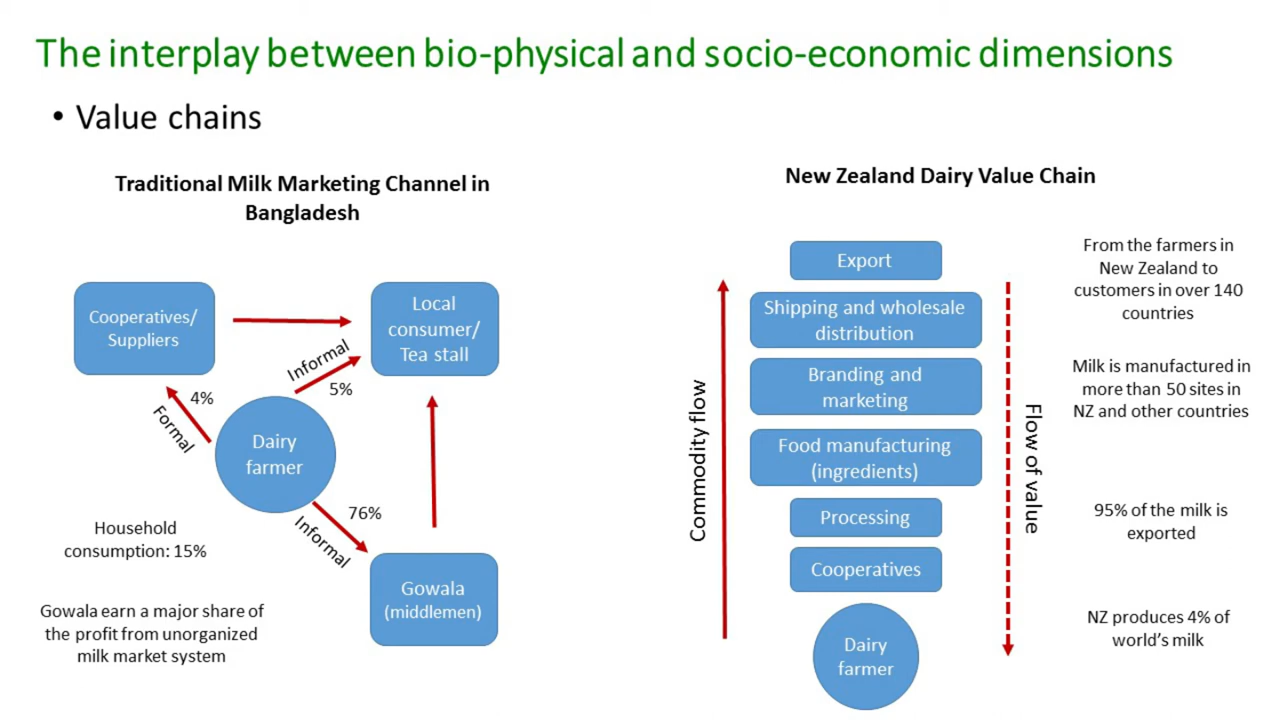 The interplay between bio-physical and socio-economic dimensions
• Value chains
Traditional Milk Marketing Channel in
Bangladesh
Cooperatives/
Suppliers
Local
consumer/
Tea stall
Informal
5%
4%
Formal
Dairy
farmer
76%
Informal
Household
consumption: 15%
Gowala
(middlemen)
Gowala earn a major share of
the profit from unorganized
milk market system
New Zealand Dairy Value Chain
Export
Shipping and wholesale
distribution
Branding and
marketing
Food manufacturing
(ingredients)
Processing
Cooperatives
Dairy
farmer
Commodity flow
Flow of value
From the farmers in
New Zealand to
customers in over 140
countries
Milk is manufactured in
more than 50 sites in
NZ and other countries
95% of the milk is
exported
NZ produces 4% of
world's milk